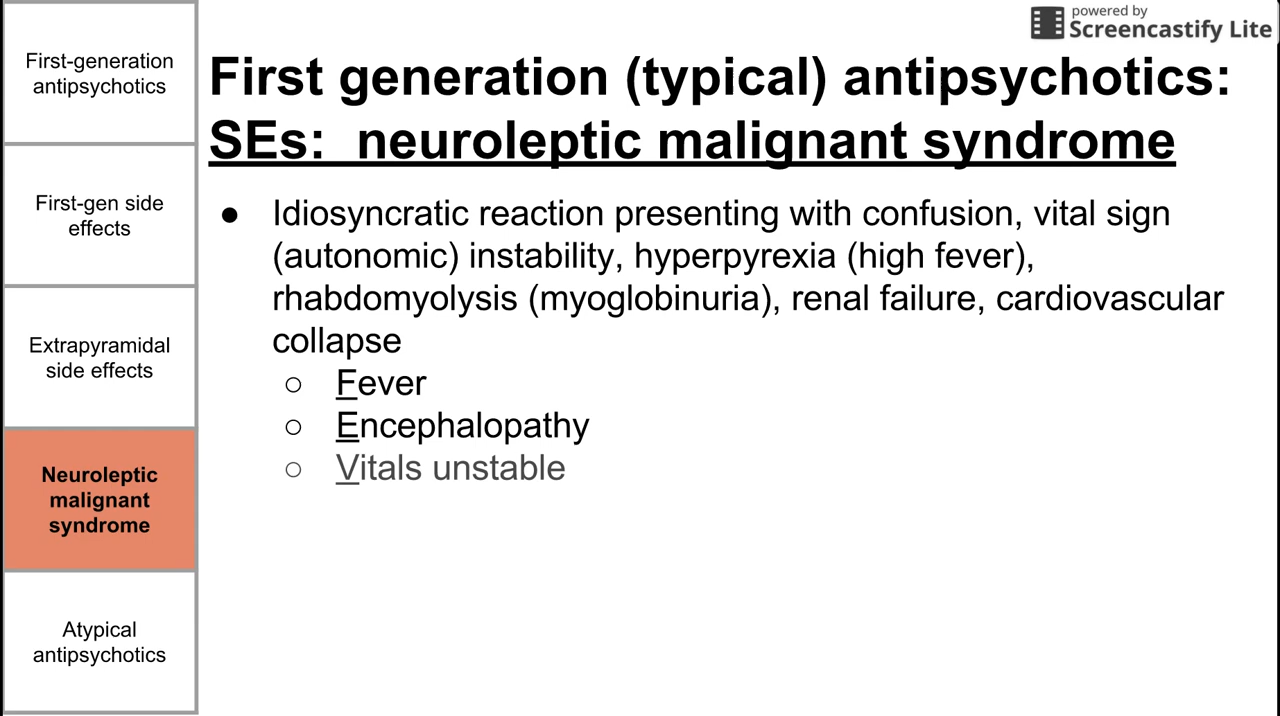 powered by
Screencastify Lite
First-generation
antipsychotics
First-gen side
effects
Extrapyramidal
side effects
Neuroleptic
malignant
syndrome
Atypical
antipsychotics
First generation (typical) antipsychotics:
SEs: neuroleptic malignant syndrome
● Idiosyncratic reaction presenting with confusion, vital sign
(autonomic) instability, hyperpyrexia (high fever),
rhabdomyolysis (myoglobinuria), renal failure, cardiovascular
collapse
○ Fever
○ Encephalopathy
○ Vitals unstable